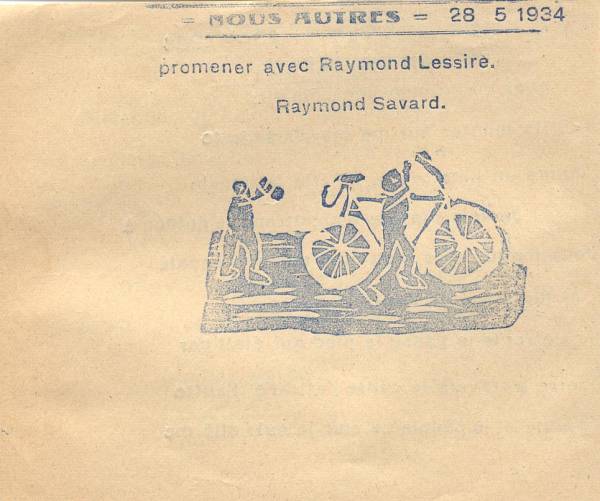 = NOUS AUTRES = 28 5 1934
promener avec Raymond Lessire.
Raymond Savard.